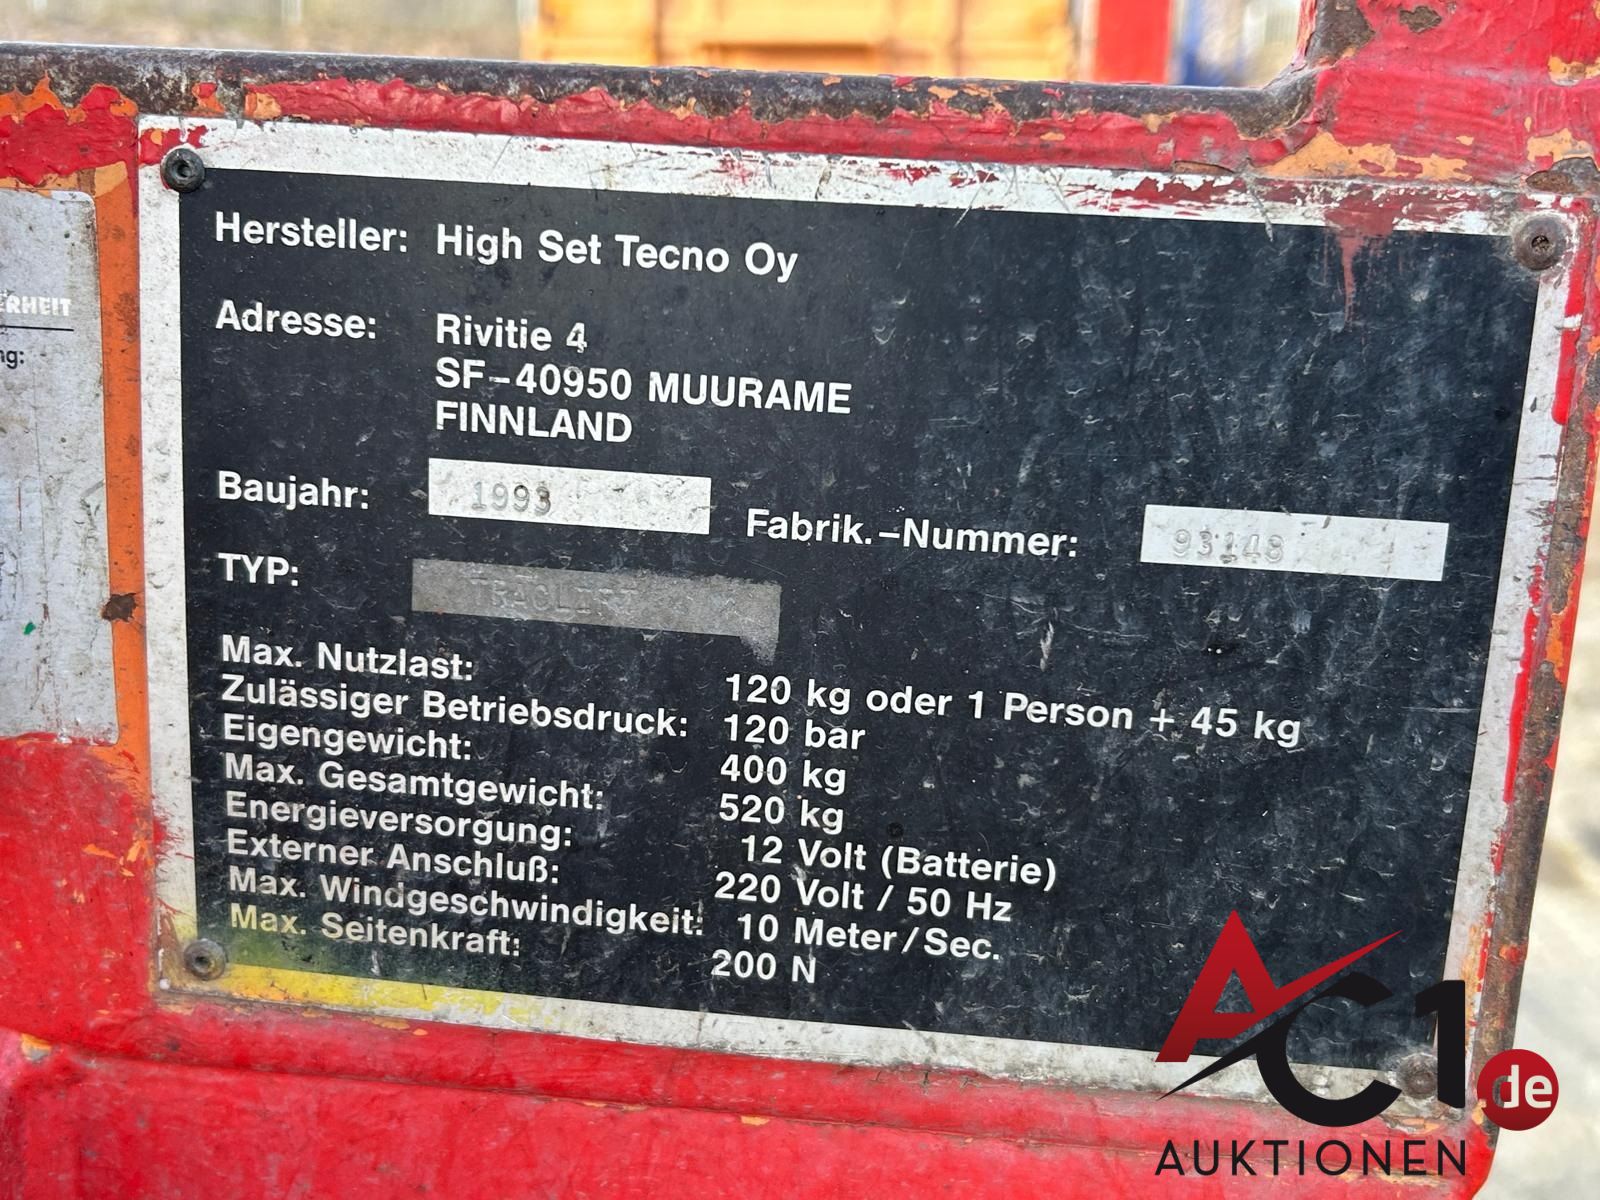 ERHEIT
ng:
Hersteller: High Set Tecno Oy
Adresse: Rivitie 4
SF-40950 MUURAME
FINNLAND
Baujahr: 1993 Fabrik.-Nummer: 93148
TYP: TRACLIFT
Max. Nutzlast: 120 kg oder 1 Person + 45 kg
Zulässiger Betriebsdruck: 120 bar
Eigengewicht: 400 kg
Max. Gesamtgewicht: 520 kg
Energieversorgung: 12 Volt (Batterie)
Externer Anschluß: 220 Volt / 50 Hz
Max. Windgeschwindigkeit: 10 Meter/Sec.
Max. Seitenkraft: 200 N
AC1.de
AUKTIONEN